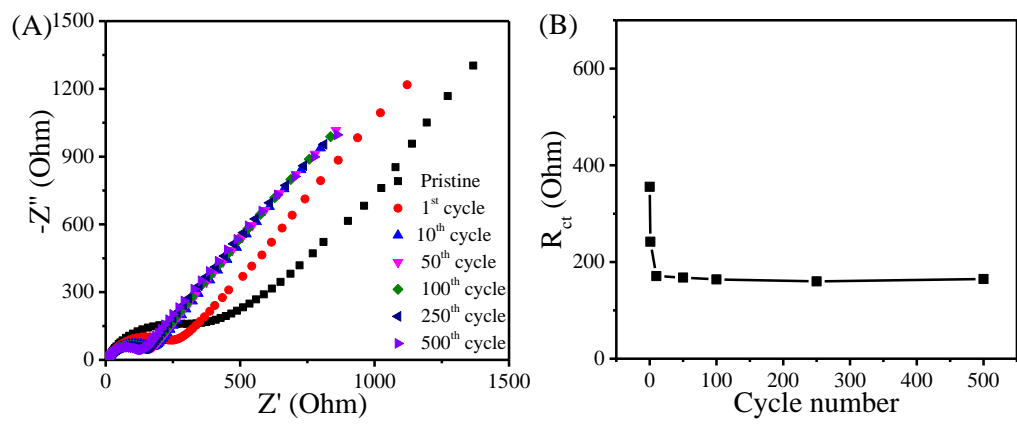 (A)
1500
1200
900
600
300
0
-Z" (Ohm)
0
500
1000
1500
Z' (Ohm)
Pristine
1st cycle
10th cycle
50th cycle
100th cycle
250th cycle
500th cycle
(B)
600
400
200
0
Rct (Ohm)
0
100
200
300
400
500
Cycle number